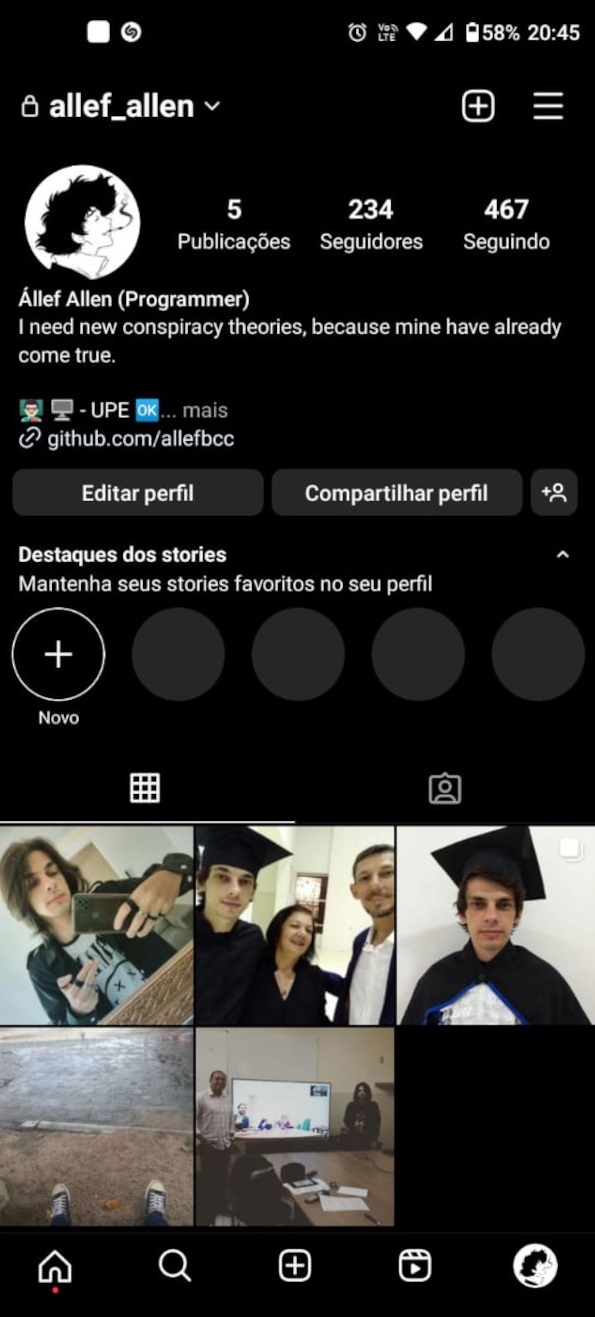 Vo LTE 58% 20:45
allef_allen
5 234 467
Publicações Seguidores Seguindo
Állef Allen (Programmer)
I need new conspiracy theories, because mine have already
come true.
- UPE 🆗... mais
github.com/allefbcc
Editar perfil Compartilhar perfil
Destaques dos stories
Mantenha seus stories favoritos no seu perfil
Novo